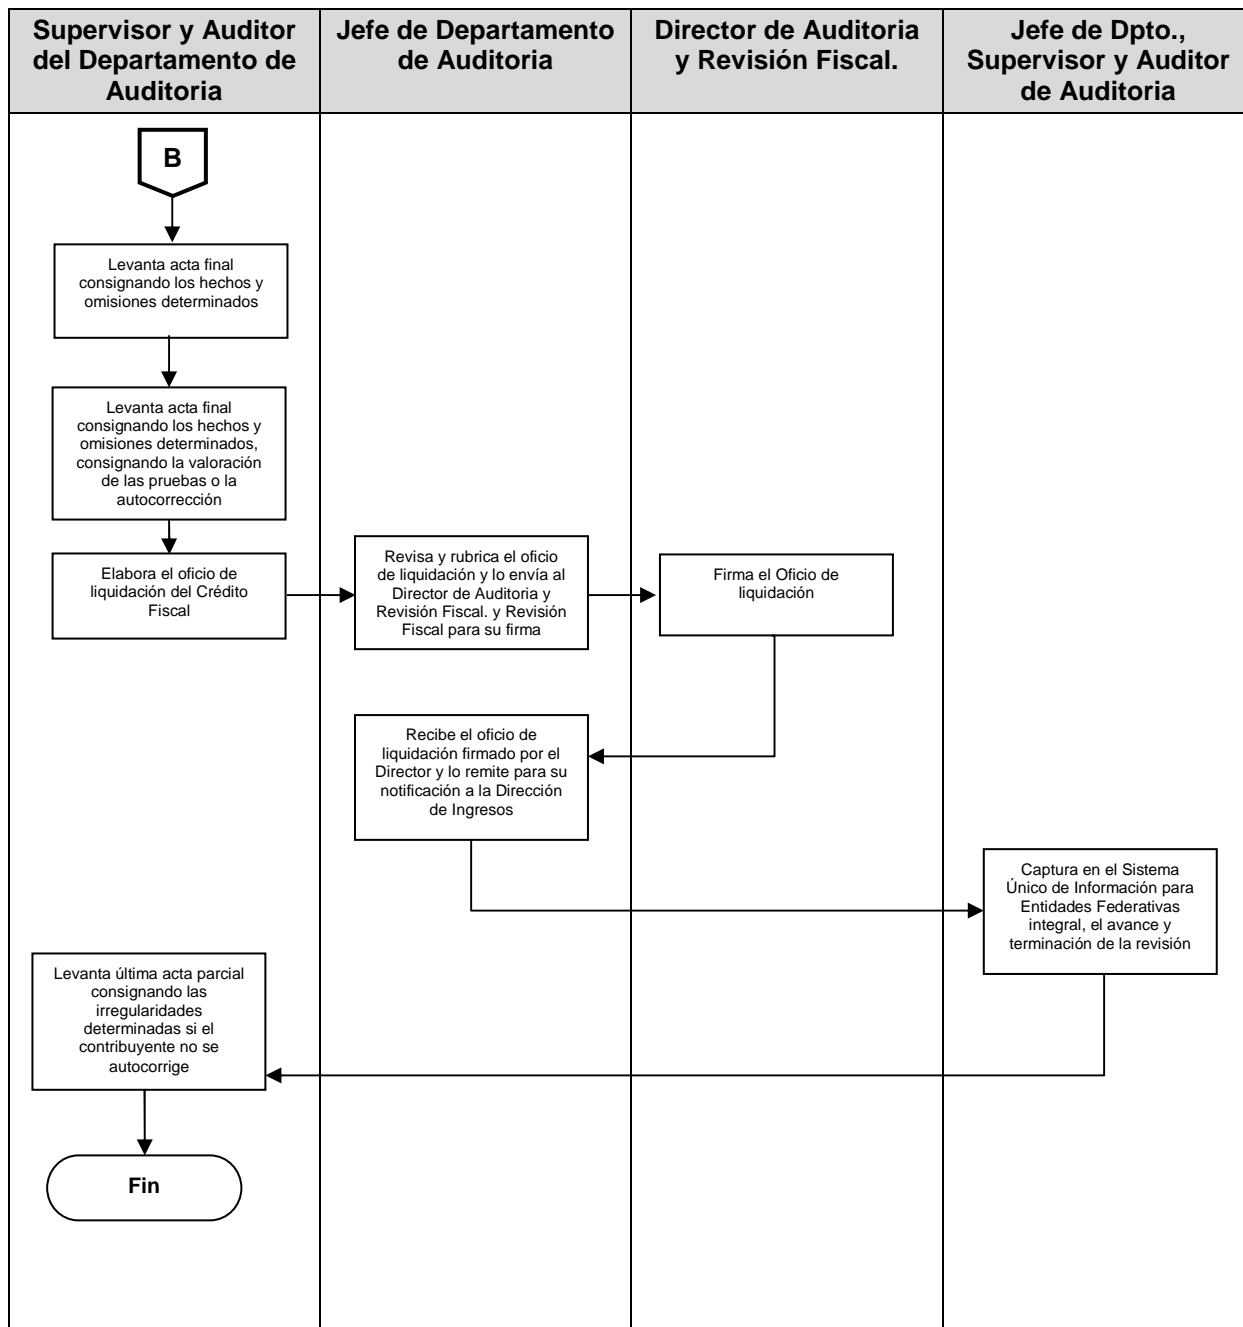 Supervisor y Auditor
del Departamento de
Auditoria
Jefe de Departamento
de Auditoria
Director de Auditoria
y Revisión Fiscal.
Jefe de Dpto.,
Supervisor y Auditor
de Auditoria
B
Levanta acta final
consignando los hechos y
omisiones determinados
Levanta acta final
consignando los hechos y
omisiones determinados,
consignando la valoración
de las pruebas o la
autocorrección
Elabora el oficio de
liquidación del Crédito
Fiscal
Revisa y rubrica el oficio
de liquidación y lo envía al
Director de Auditoria y
Revisión Fiscal. y Revisión
Fiscal para su firma
Firma el Oficio de
liquidación
Recibe el oficio de
liquidación firmado por el
Director y lo remite para su
notificación a la Dirección
de Ingresos
Captura en el Sistema
Único de Información para
Entidades Federativas
integral, el avance y
terminación de la revisión
Levanta última acta parcial
consignando las
irregularidades
determinadas si el
contribuyente no se
autocorrige
Fin